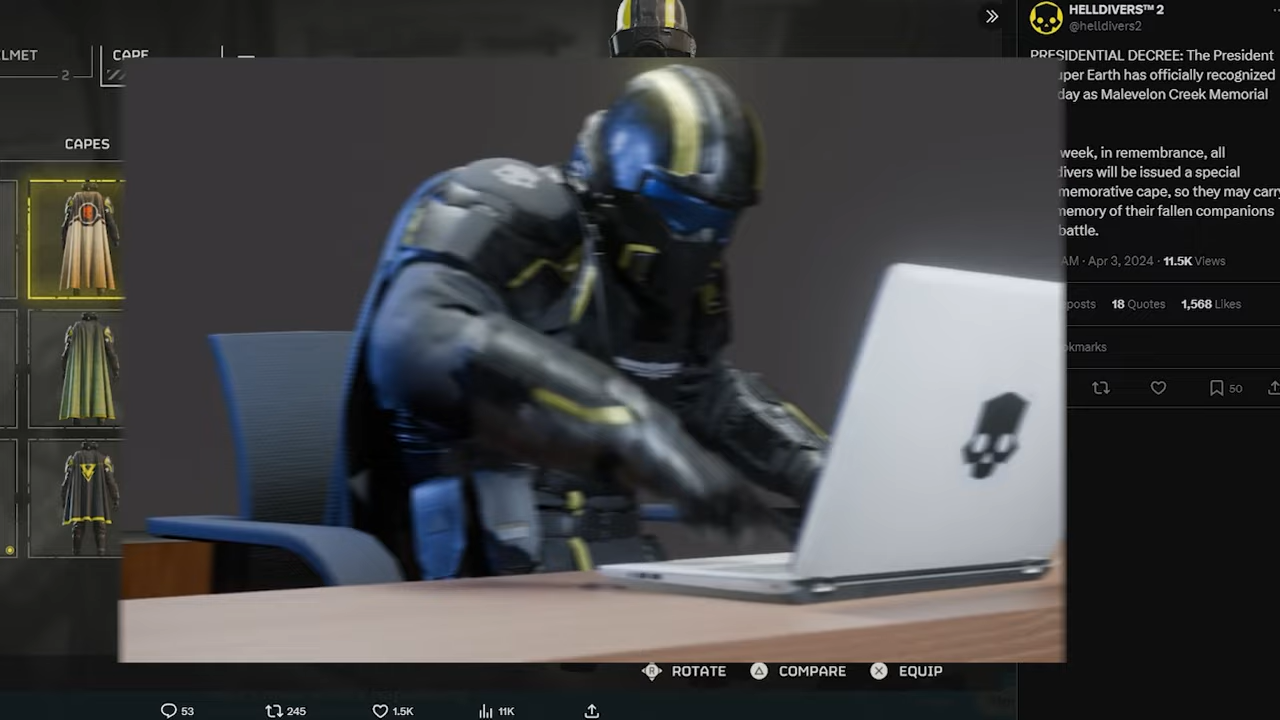 HELLDIVERS™ 2
@helldivers2
PRESIDENTIAL DECREE: The President
uper Earth has officially recognized
day as Malevelon Creek Memorial
week, in remembrance, all
divers will be issued a special
memorative cape, so they may carry
memory of their fallen companions
battle.
AM · Apr 3, 2024 · 11.5K Views
posts 18 Quotes 1,568 Likes
okmarks
50
ELMET
2
CAPE
CAPES
R ROTATE COMPARE EQUIP
53 245 1.5K 11K